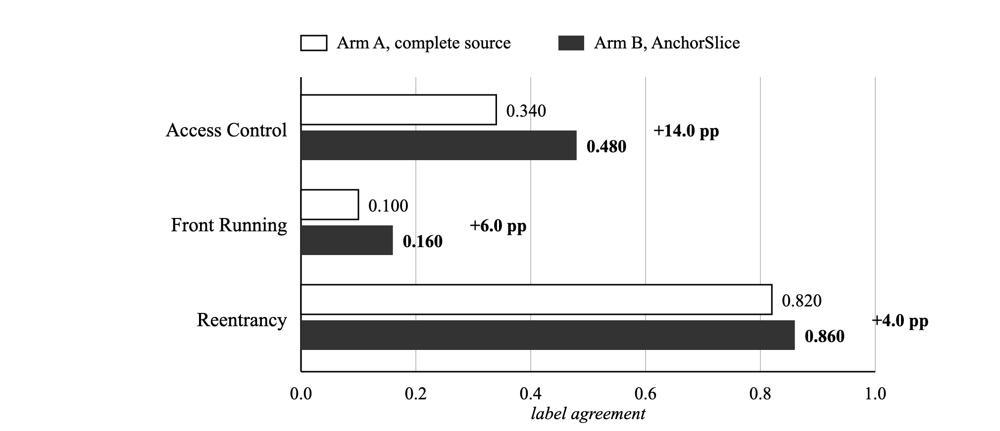 Arm A, complete source Arm B, AnchorSlice
0.340
Access Control +14.0 pp
0.480
0.100
Front Running +6.0 pp
0.160
0.820
Reentrancy +4.0 pp
0.860
0.0 0.2 0.4 0.6 0.8 1.0
label agreement